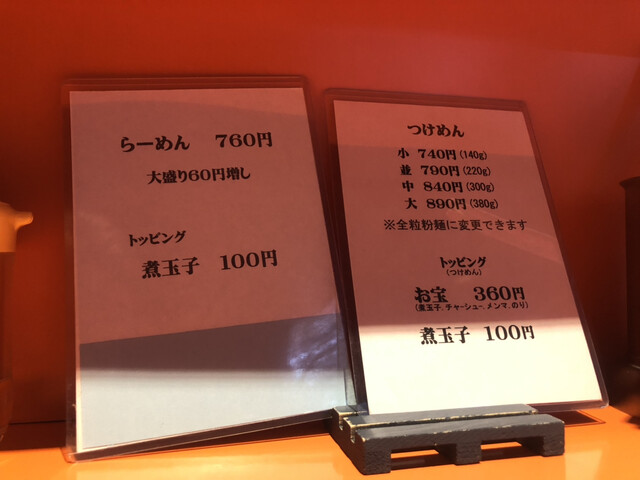 らーめん 760円
大盛り60円増し
トッピング
煮玉子 100円
つけめん
小 740円(140g)
並 790円(220g)
中 840円(300g)
大 890円(380g)
※全粒粉麺に変更できます
トッピング
(つけめん)
お宝 360円
(煮玉子、チャーシュー、メンマ、のり)
煮玉子 100円